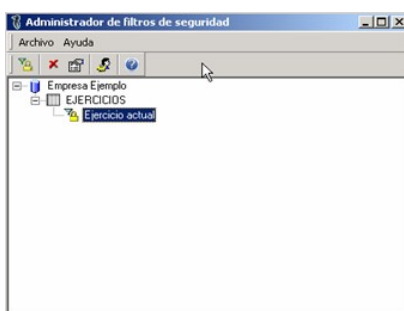 Administrador de filtros de seguridad
Archivo Ayuda
Empresa Ejemplo
EJERCICIOS
Ejercicio actual